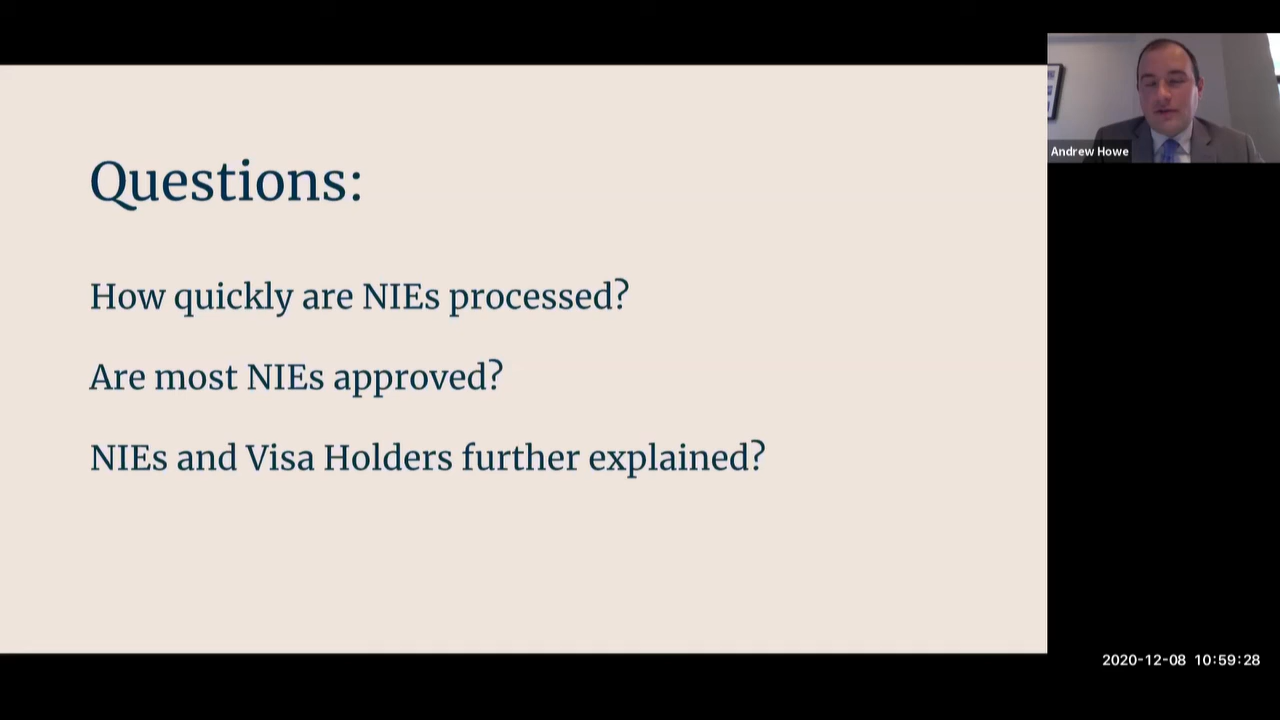 Questions:
How quickly are NIEs processed?
Are most NIEs approved?
NIEs and Visa Holders further explained?
Andrew Howe
2020-12-08 10:59:28